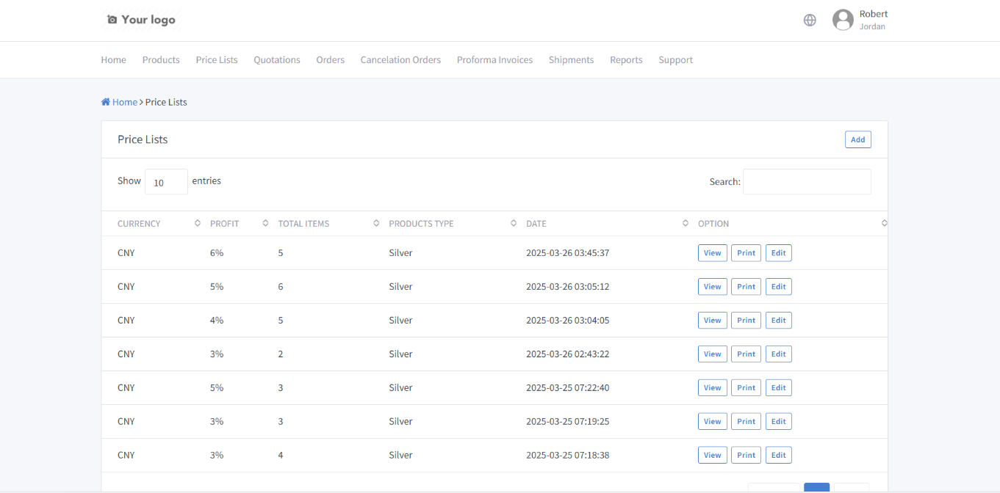 Your logo
Robert
Jordan
Home Products Price Lists Quotations Orders Cancelation Orders Proforma Invoices Shipments Reports Support
Home > Price Lists
Price Lists Add
Show 10 entries Search:
CURRENCY PROFIT TOTAL ITEMS PRODUCTS TYPE DATE OPTION
CNY 6% 5 Silver 2025-03-26 03:45:37 View Print Edit
CNY 5% 6 Silver 2025-03-26 03:05:12 View Print Edit
CNY 4% 5 Silver 2025-03-26 03:04:05 View Print Edit
CNY 3% 2 Silver 2025-03-26 02:43:22 View Print Edit
CNY 5% 3 Silver 2025-03-25 07:22:40 View Print Edit
CNY 3% 3 Silver 2025-03-25 07:19:25 View Print Edit
CNY 3% 4 Silver 2025-03-25 07:18:38 View Print Edit